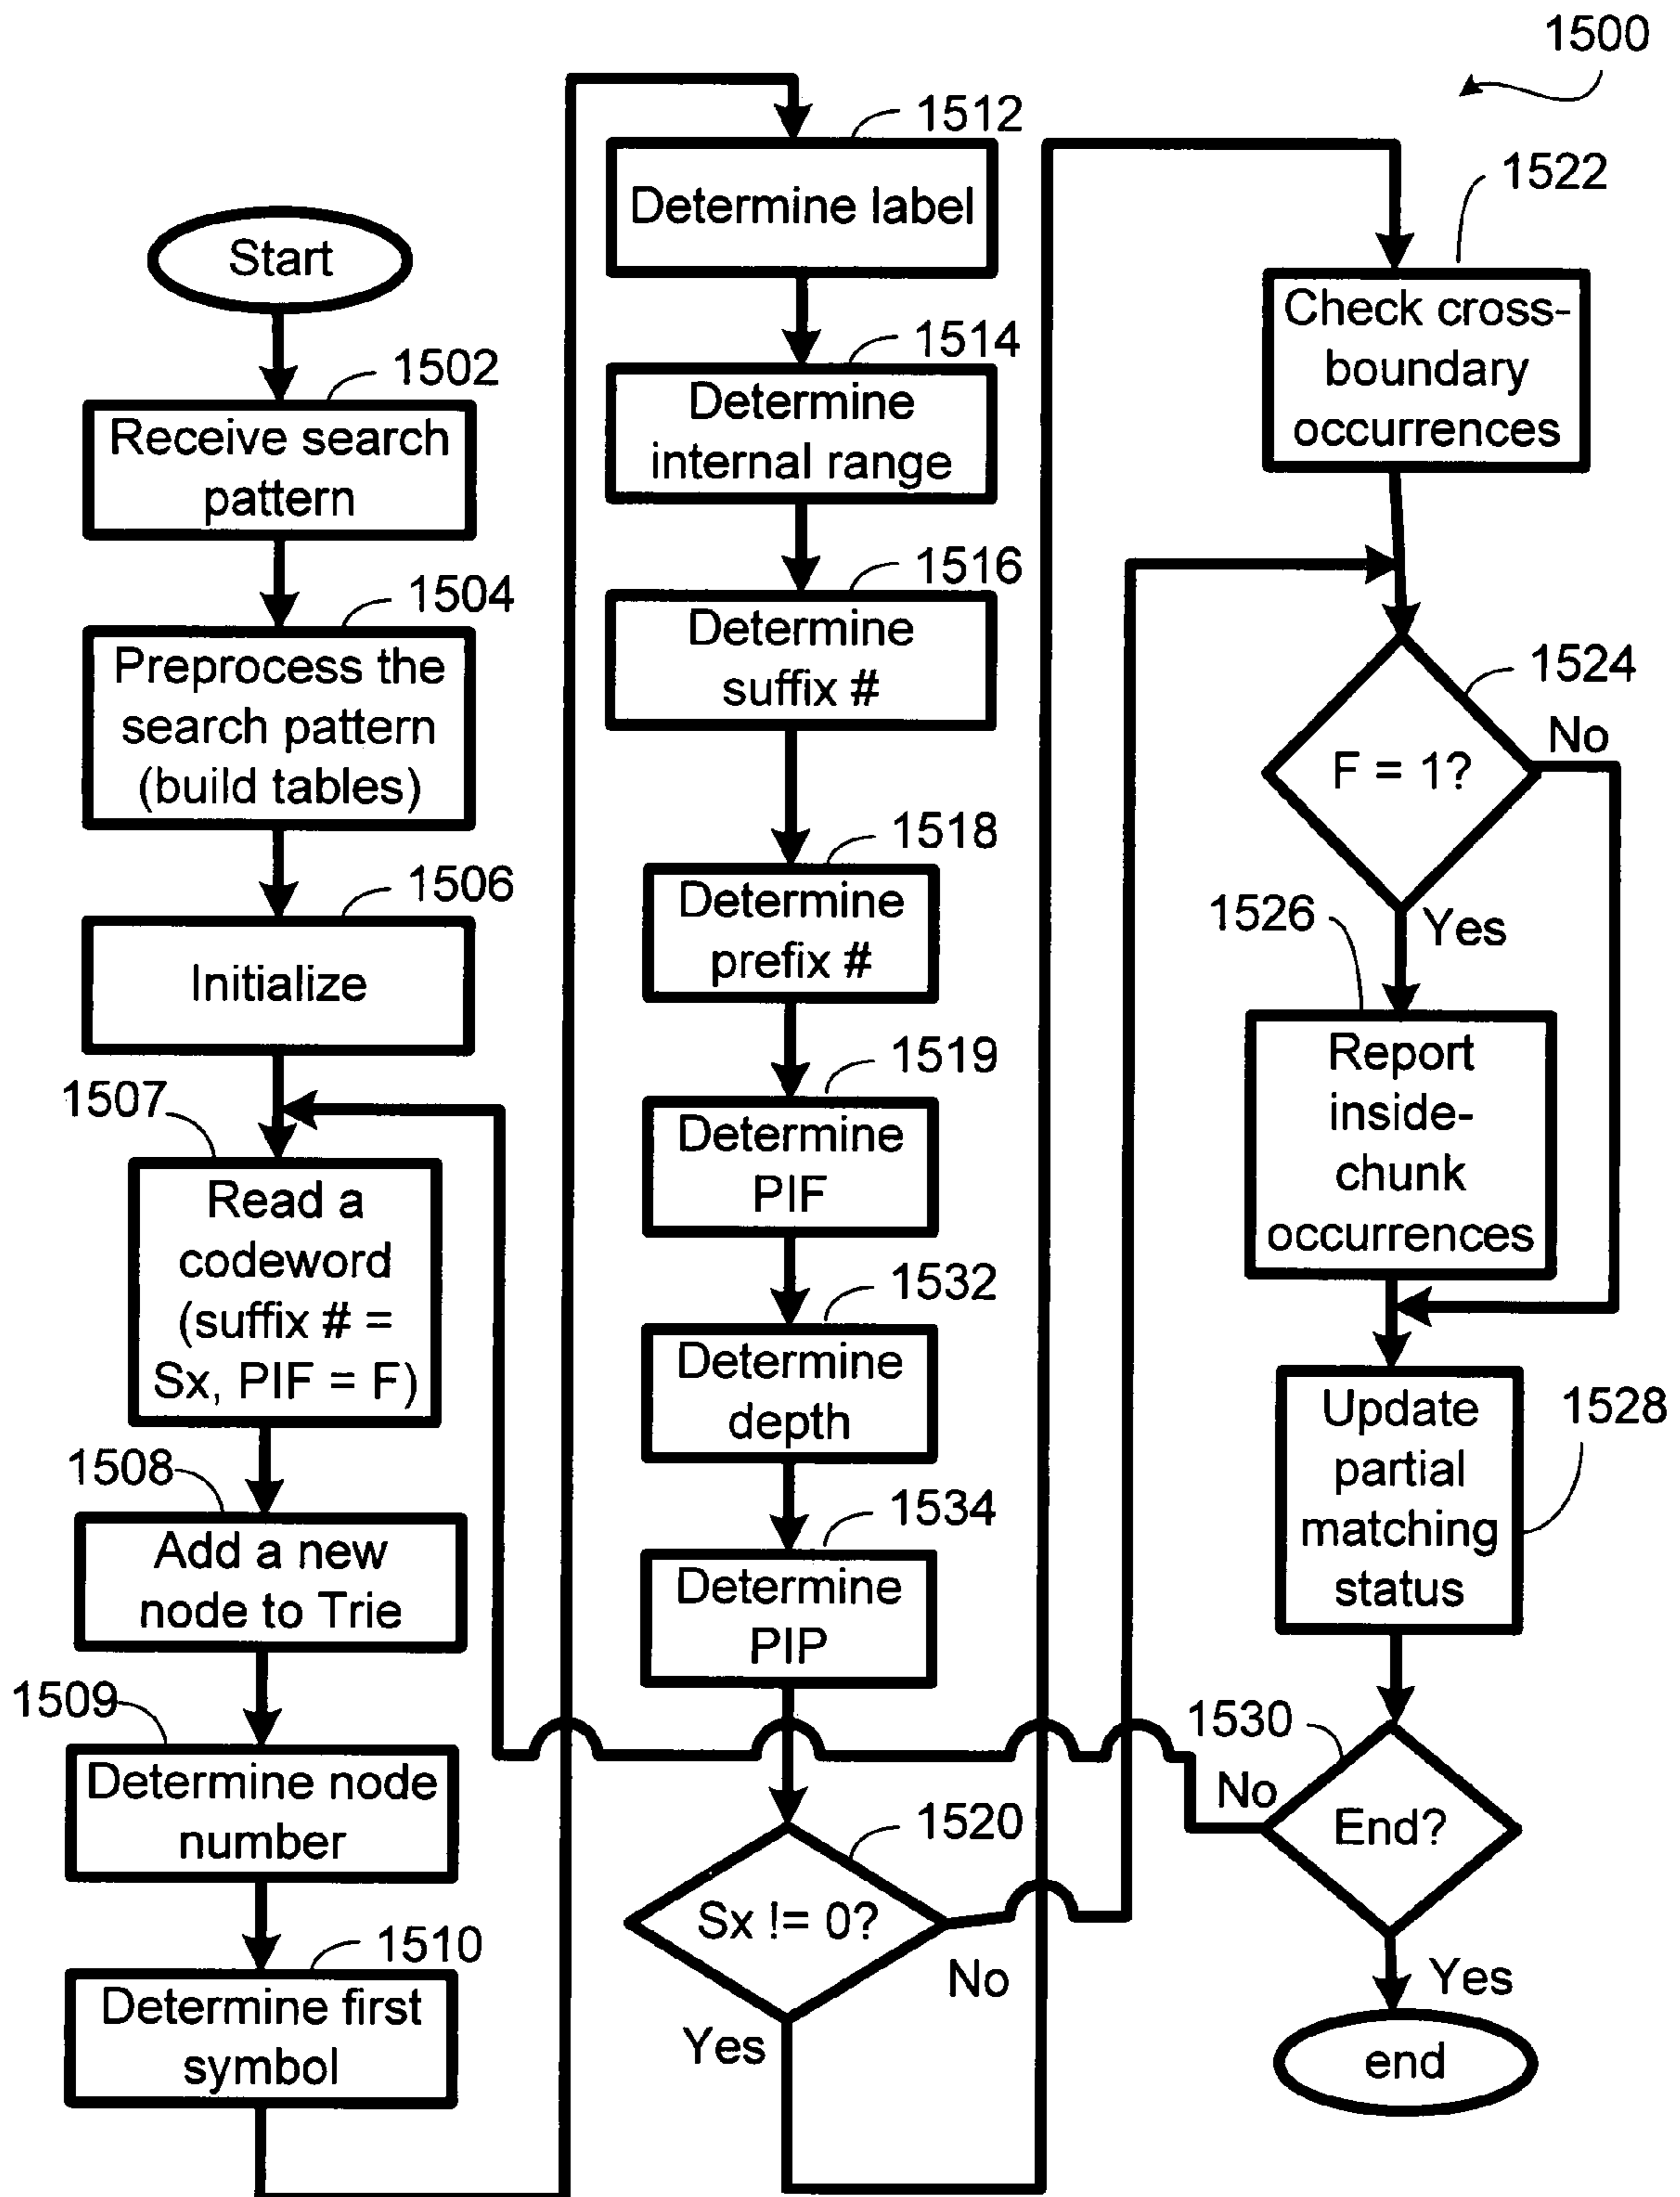 1500
Start
1502
Receive search
pattern
1504
Preprocess the
search pattern
(build tables)
1506
Initialize
1507
Read a
codeword
(suffix # =
Sx, PIF = F)
1508
Add a new
node to Trie
1509
Determine node
number
1510
Determine first
symbol
1512
Determine label
1514
Determine
internal range
1516
Determine
suffix #
1518
Determine
prefix #
1519
Determine
PIF
1532
Determine
depth
1534
Determine
PIP
1520
Sx != 0?
No
Yes
1522
Check cross-
boundary
occurrences
1524
F = 1?
No
Yes
1526
Report
inside-
chunk
occurrences
1528
Update
partial
matching
status
1530
End?
No
Yes
end